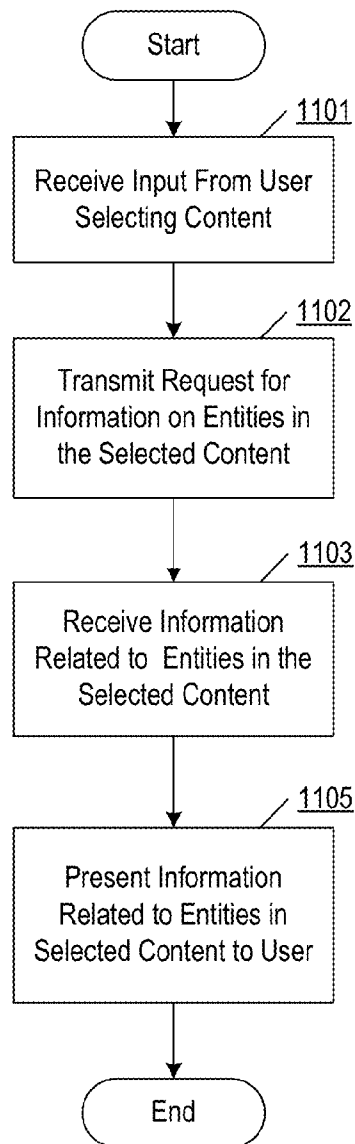 Start
1101
Receive Input From User
Selecting Content
1102
Transmit Request for
Information on Entities in
the Selected Content
1103
Receive Information
Related to Entities in the
Selected Content
1105
Present Information
Related to Entities in
Selected Content to User
End